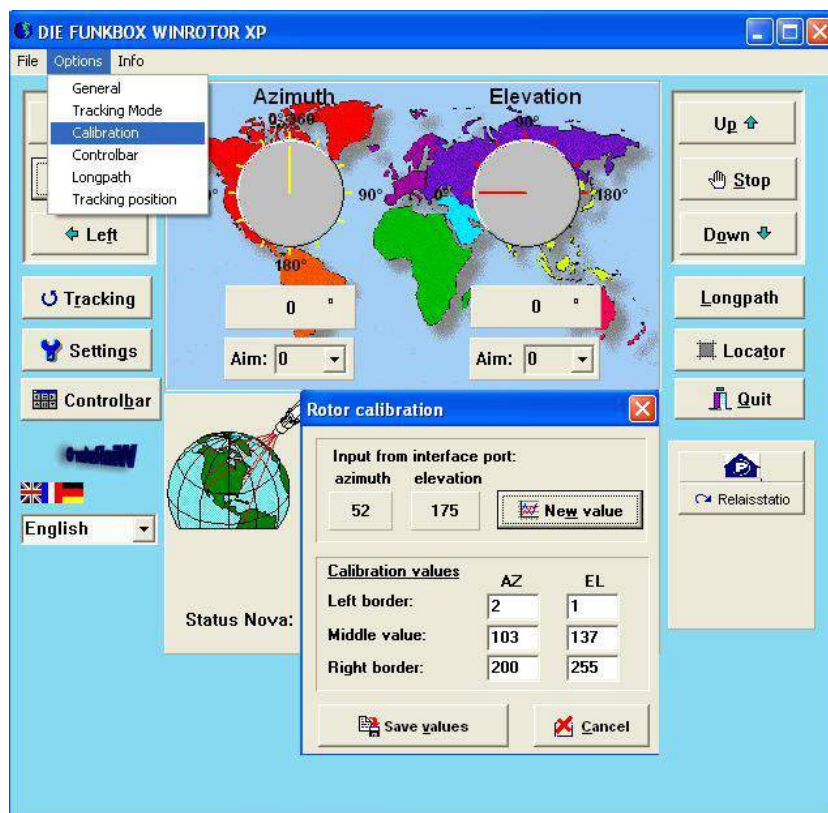 DIE FUNKBOX WINROTOR XP
File Options Info
General
Tracking Mode
Calibration
Controlbar
Longpath
Tracking position
Left
Tracking
Settings
Controlbar
English
Azimuth
0° 360
90°
180°
0 °
Aim: 0
Elevation
90°
0°
180°
0 °
Aim: 0
Up
Stop
Down
Longpath
Locator
Quit
P
Relaisstatio
Status Nova:
Rotor calibration
Input from interface port:
azimuth elevation
52 175 New value
Calibration values AZ EL
Left border: 2 1
Middle value: 103 137
Right border: 200 255
Save values Cancel